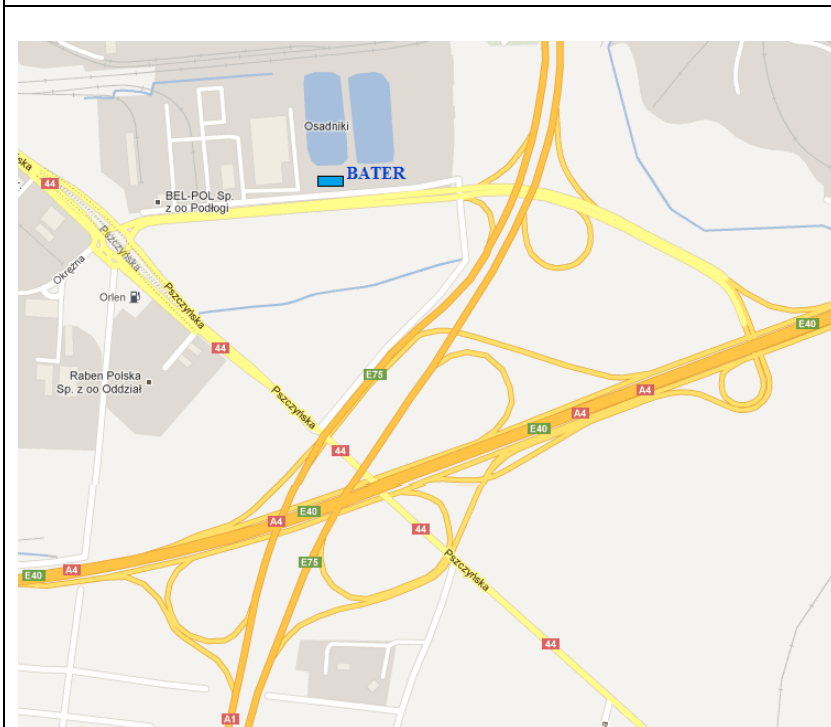 ńska
44
Osadniki
BATER
BEL-POL Sp.
z oo Podłogi
Pszczyńska
Okrężna
Orlen
Pszczyńska
44
Raben Polska
Sp. z oo Oddział
E75
E40
A4
A4
E40
Pszczyńska
44
E40
A4
44
Pszczyńska
E75
E40
A4
44
A1